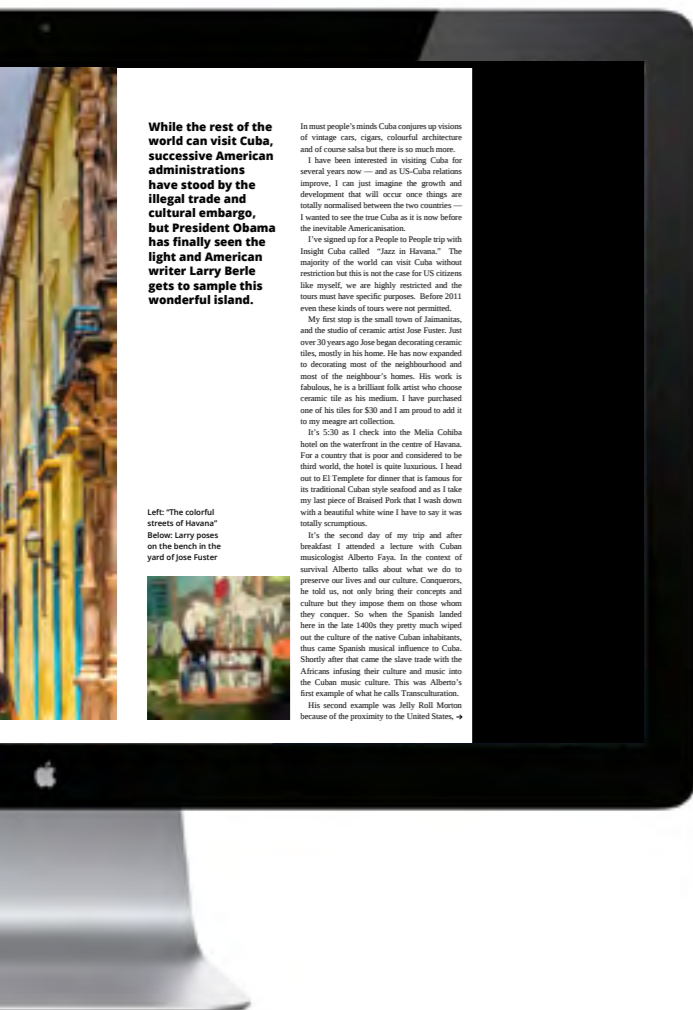 While the rest of the
world can visit Cuba,
successive American
administrations
have stood by the
illegal trade and
cultural embargo,
but President Obama
has finally seen the
light and American
writer Larry Berle
gets to sample this
wonderful island.
Left: “The colorful
streets of Havana”
Below: Larry poses
on the bench in the
yard of Jose Fuster
In must people’s minds Cuba conjures up visions
of vintage cars, cigars, colourful architecture
and of course salsa but there is so much more.
I have been interested in visiting Cuba for
several years now — and as US-Cuba relations
improve, I can just imagine the growth and
development that will occur once things are
totally normalised between the two countries —
I wanted to see the true Cuba as it is now before
the inevitable Americanisation.
I’ve signed up for a People to People trip with
Insight Cuba called “Jazz in Havana.” The
majority of the world can visit Cuba without
restriction but this is not the case for US citizens
like myself, we are highly restricted and the
tours must have specific purposes. Before 2011
even these kinds of tours were not permitted.
My first stop is the small town of Jaimanitas,
and the studio of ceramic artist Jose Fuster. Just
over 30 years ago Jose began decorating ceramic
tiles, mostly in his home. He has now expanded
to decorating most of the neighbourhood and
most of the neighbour’s homes. His work is
fabulous, he is a brilliant folk artist who choose
ceramic tile as his medium. I have purchased
one of his tiles for $30 and I am proud to add it
to my meagre art collection.
It’s 5:30 as I check into the Melia Cohiba
hotel on the waterfront in the centre of Havana.
For a country that is poor and considered to be
third world, the hotel is quite luxurious. I head
out to El Templete for dinner that is famous for
its traditional Cuban style seafood and as I take
my last piece of Braised Pork that I wash down
with a beautiful white wine I have to say it was
totally scrumptious.
It’s the second day of my trip and after
breakfast I attended a lecture with Cuban
musicologist Alberto Faya. In the context of
survival Alberto talks about what we do to
preserve our lives and our culture. Conquerors,
he told us, not only bring their concepts and
culture but they impose them on those whom
they conquer. So when the Spanish landed
here in the late 1400s they pretty much wiped
out the culture of the native Cuban inhabitants,
thus came Spanish musical influence to Cuba.
Shortly after that came the slave trade with the
Africans infusing their culture and music into
the Cuban music culture. This was Alberto’s
first example of what he calls Transculturation.
His second example was Jelly Roll Morton
because of the proximity to the United States, ➔